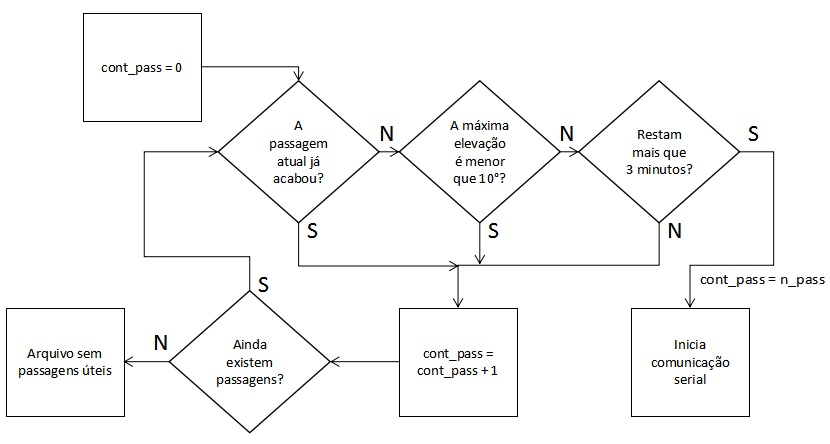 cont_pass = 0
A
passagem
atual já
acabou?
N
A máxima
elevação
é menor
que 10°?
N
Restam
mais que
3 minutos?
S
S
S
N
cont_pass = n_pass
S
N
Arquivo sem
passagens úteis
Ainda
existem
passagens?
cont_pass =
cont_pass + 1
Inicia
comunicação
serial